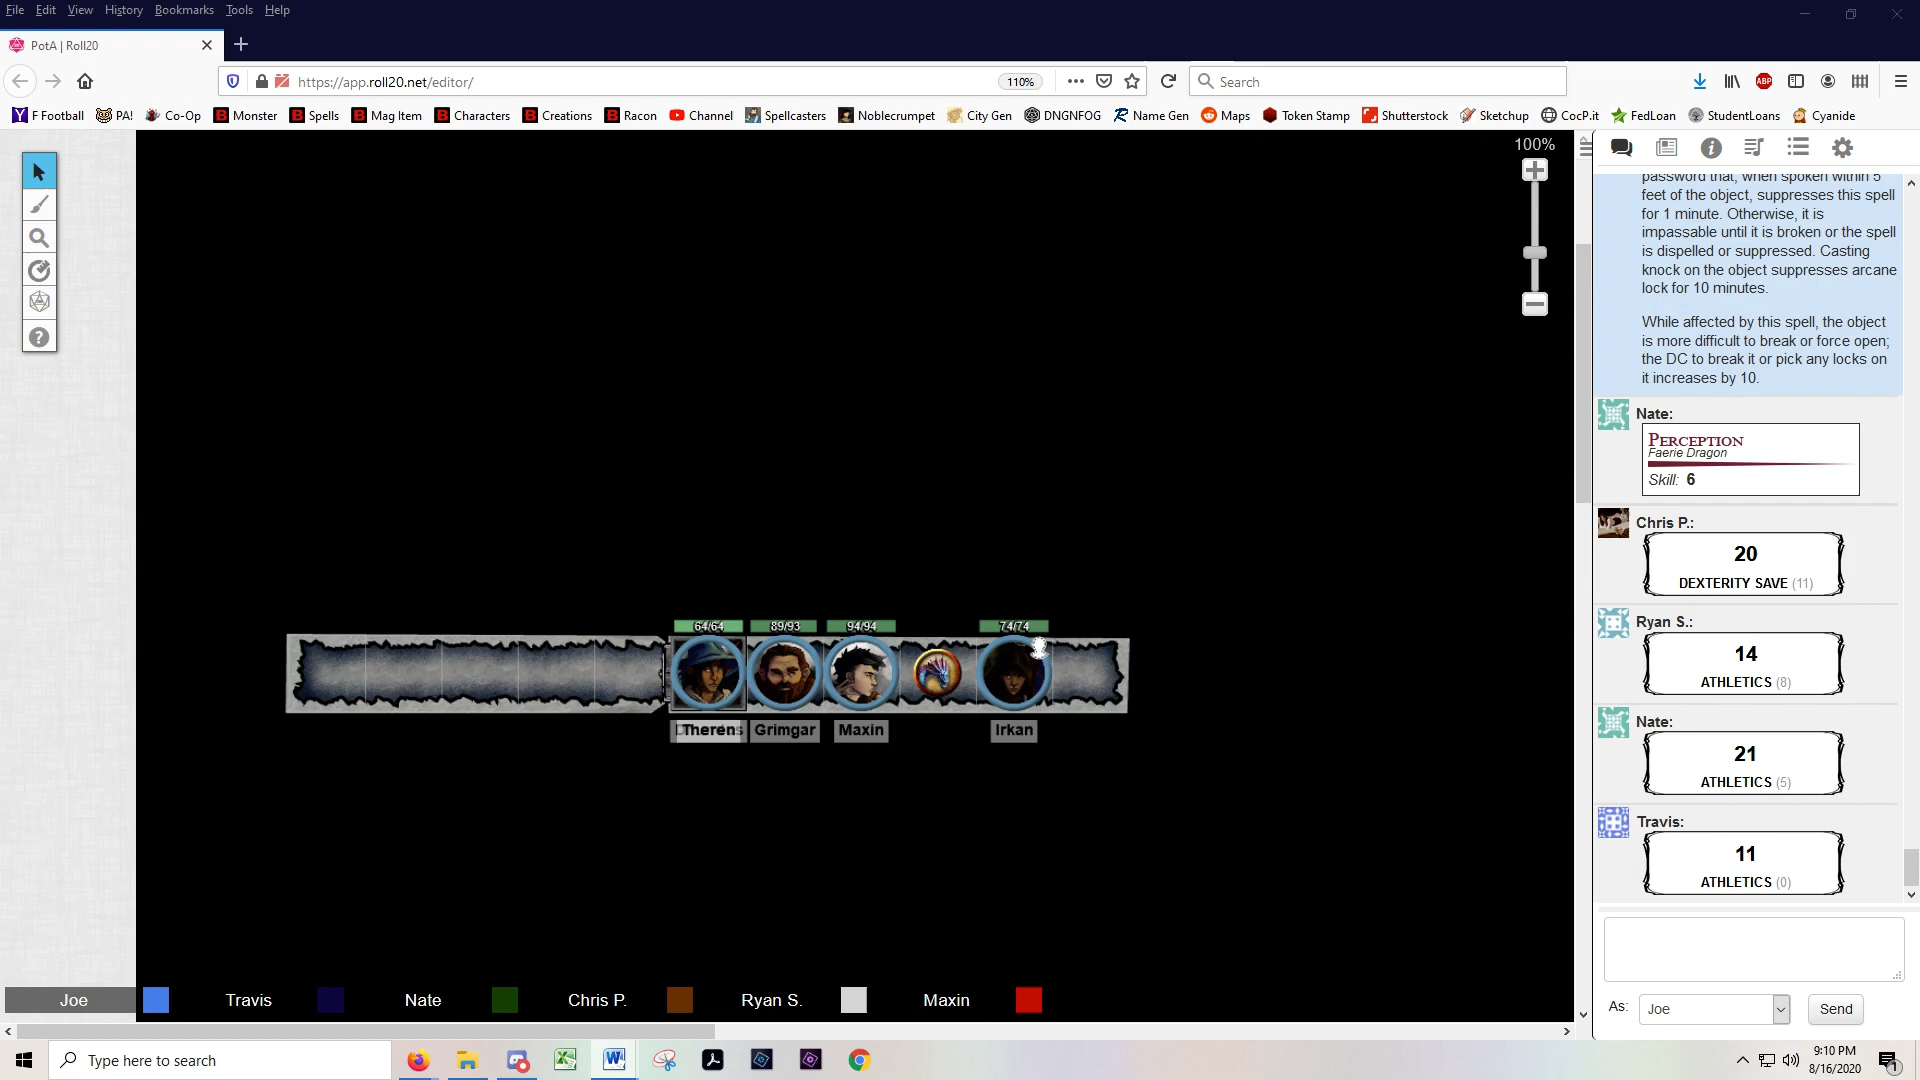 File Edit View History Bookmarks Tools Help
PotA | Roll20
https://app.roll20.net/editor/
110%
Search
F Football PA! Co-Op Monster Spells Mag Item Characters Creations Racon Channel Spellcasters Noblecrumpet City Gen DNGNFOG Name Gen Maps Token Stamp Shutterstock Sketchup CocP.it FedLoan StudentLoans Cyanide
100%
password that, when spoken within 5
feet of the object, suppresses this spell
for 1 minute. Otherwise, it is
impassable until it is broken or the spell
is dispelled or suppressed. Casting
knock on the object suppresses arcane
lock for 10 minutes.
While affected by this spell, the object
is more difficult to break or force open;
the DC to break it or pick any locks on
it increases by 10.
Nate:
PERCEPTION
Faerie Dragon
Skill: 6
Chris P.:
20
DEXTERITY SAVE (11)
Ryan S.:
14
ATHLETICS (8)
Nate:
21
ATHLETICS (5)
Travis:
11
ATHLETICS (0)
64/64 89/93 94/94 74/74
Therens Grimgar Maxin Irkan
Joe Travis Nate Chris P. Ryan S. Maxin
As: Joe Send
Type here to search
9:10 PM
8/16/2020
1